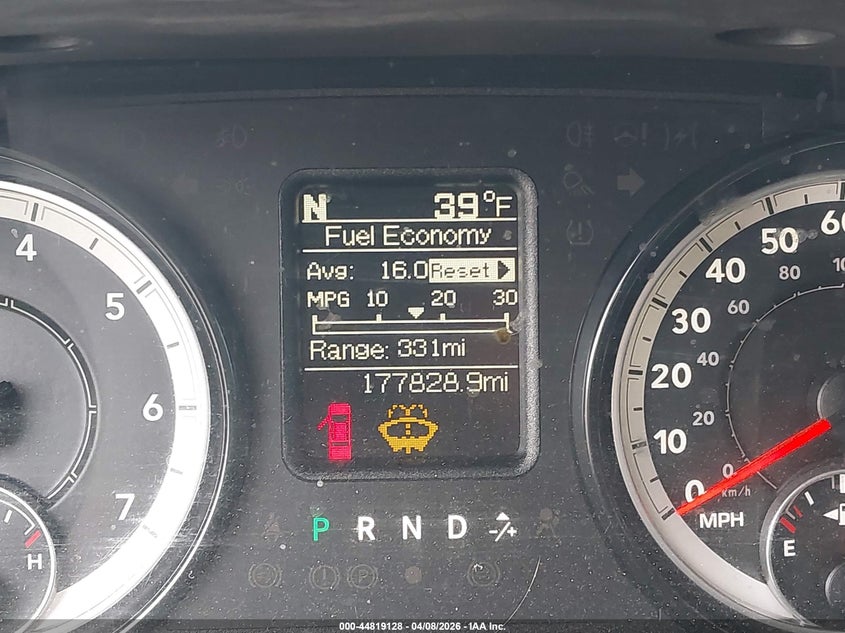 N 39°F
Fuel Economy
Avg: 16.0 Reset
MPG 10 20 30
Range: 331mi
177828.9mi
P R N D -/+
4
5
6
7
H
60
50
40
30
20
10
0
MPH
80
60
40
20
0
km/h
E
000-44819128 - 04/08/2026 - IAA Inc.